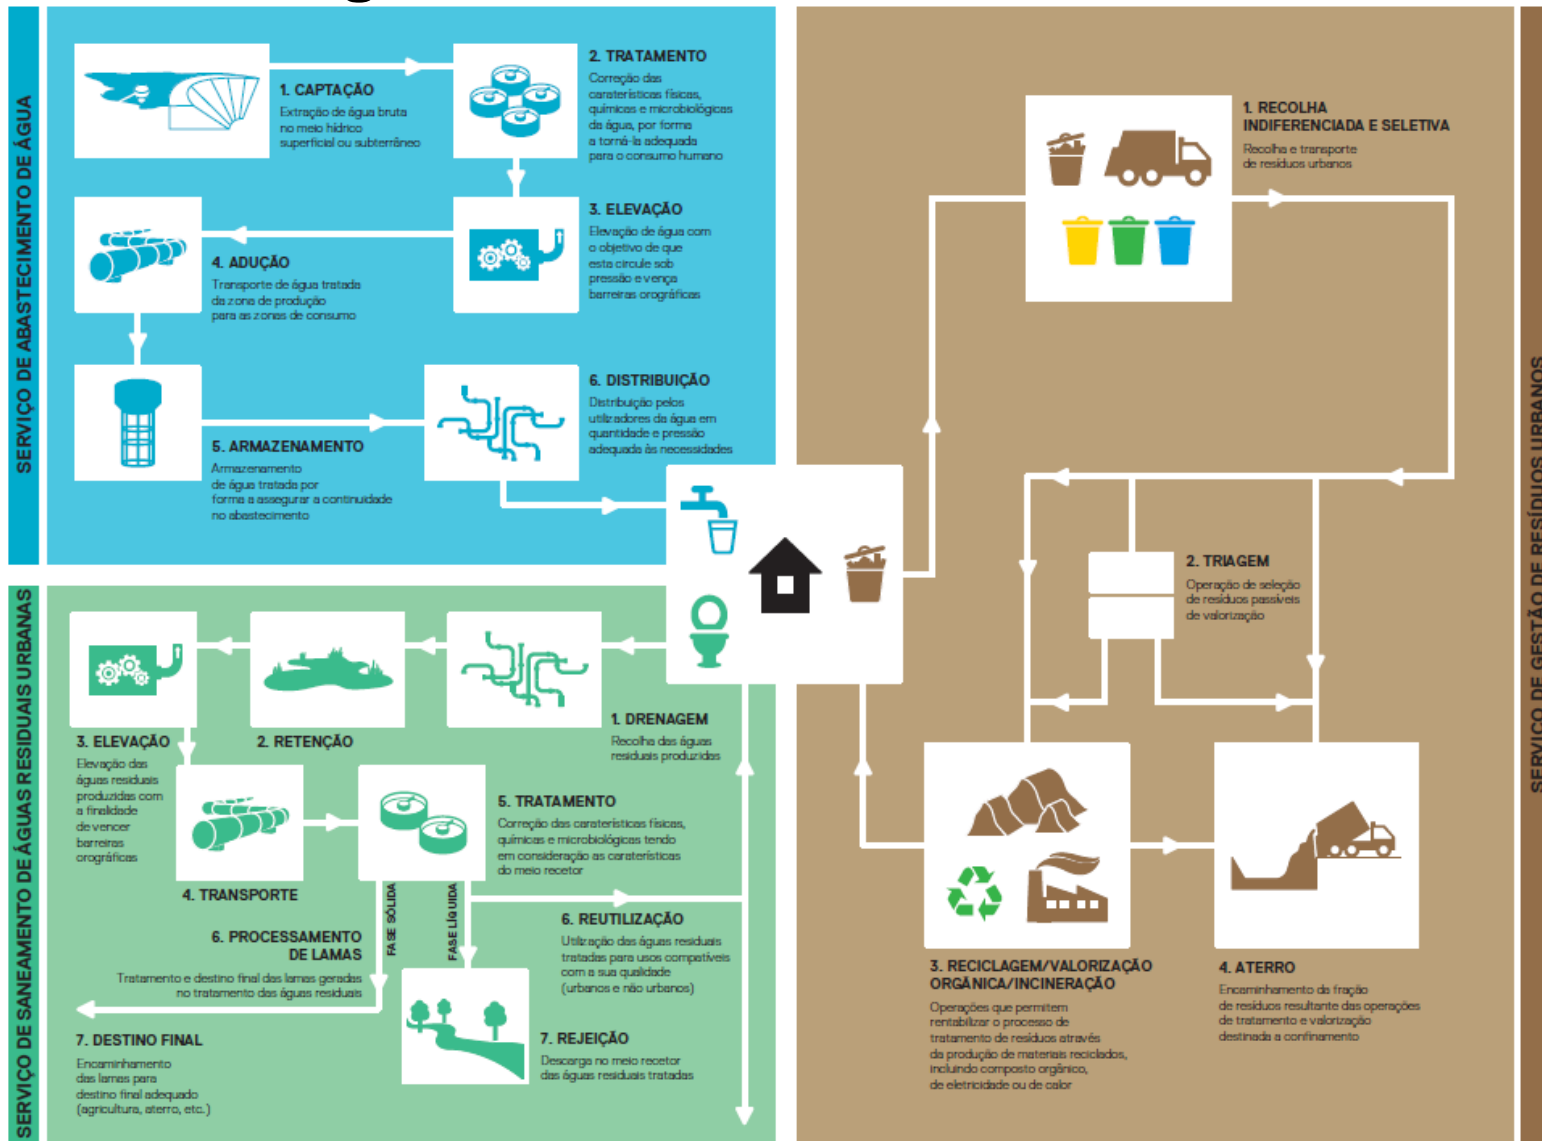 SERVIÇO DE ABASTECIMENTO DE ÁGUA
1. CAPTAÇÃO
Extração de água bruta
no meio hídrico
superficial ou subterrâneo
2. TRATAMENTO
Correção das
caraterísticas físicas,
químicas e microbiológicas
da água, por forma
a torná-la adequada
para o consumo humano
3. ELEVAÇÃO
Elevação de água com
o objetivo de que
esta circule sob
pressão e vença
barreiras orográficas
4. ADUÇÃO
Transporte de água tratada
da zona de produção
para as zonas de consumo
5. ARMAZENAMENTO
Armazenamento
de água tratada por
forma a assegurar a continuidade
no abastecimento
6. DISTRIBUIÇÃO
Distribuição pelos
utilizadores da água em
quantidade e pressão
adequada às necessidades
SERVIÇO DE SANEAMENTO DE ÁGUAS RESIDUAIS URBANAS
1. DRENAGEM
Recolha das águas
residuais produzidas
2. RETENÇÃO
3. ELEVAÇÃO
Elevação das
águas residuais
produzidas com
a finalidade
de vencer
barreiras
orográficas
4. TRANSPORTE
5. TRATAMENTO
Correção das caraterísticas físicas,
químicas e microbiológicas tendo
em consideração as caraterísticas
do meio recetor
FASE SÓLIDA
FASE LÍQUIDA
6. PROCESSAMENTO
DE LAMAS
Tratamento e destino final das lamas geradas
no tratamento das águas residuais
6. REUTILIZAÇÃO
Utilização das águas residuais
tratadas para usos compatíveis
com a sua qualidade
(urbanos e não urbanos)
7. DESTINO FINAL
Encaminhamento
das lamas para
destino final adequado
(agricultura, aterro, etc.)
7. REJEIÇÃO
Descarga no meio recetor
das águas residuais tratadas
SERVIÇO DE GESTÃO DE RESÍDUOS URBANOS
1. RECOLHA
INDIFERENCIADA E SELETIVA
Recolha e transporte
de resíduos urbanos
2. TRIAGEM
Operação de seleção
de resíduos passíveis
de valorização
3. RECICLAGEM/VALORIZAÇÃO
ORGÂNICA/INCINERAÇÃO
Operações que permitem
rentabilizar o processo de
tratamento de resíduos através
da produção de materiais reciclados,
incluindo composto orgânico,
de eletricidade ou de calor
4. ATERRO
Encaminhamento da fração
de resíduos resultante das operações
de tratamento e valorização
destinada a confinamento